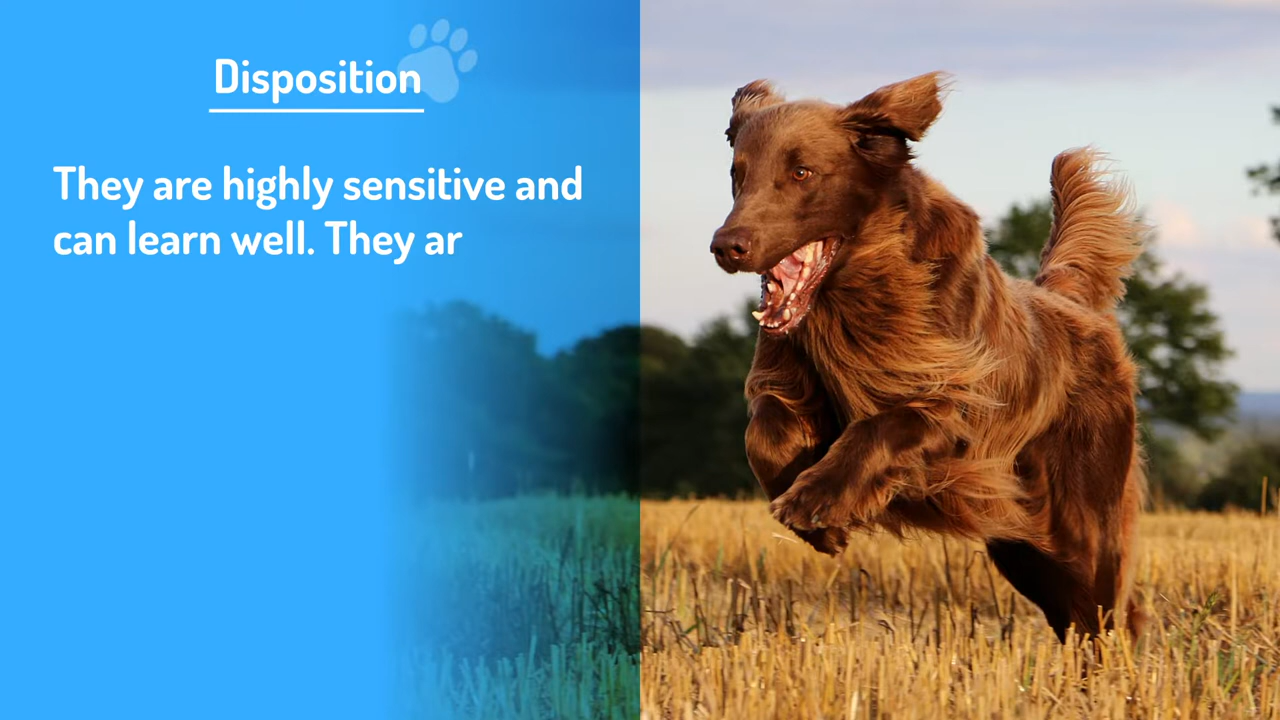 Disposition
They are highly sensitive and
can learn well. They ar